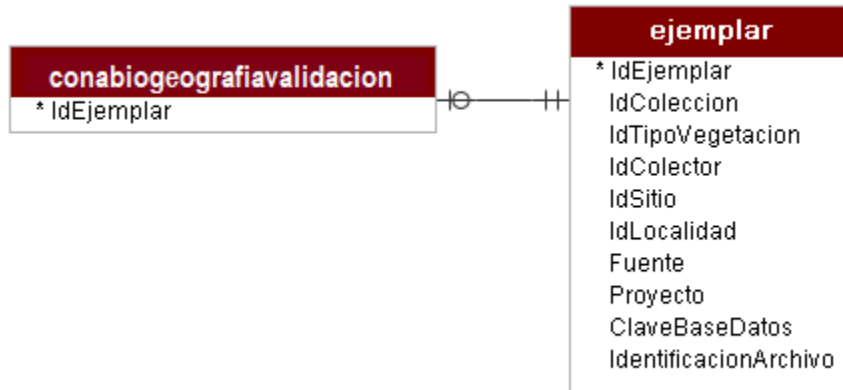 conabiogeografiavalidacion
* IdEjemplar
ejemplar
* IdEjemplar
IdColeccion
IdTipoVegetacion
IdColector
IdSitio
IdLocalidad
Fuente
Proyecto
ClaveBaseDatos
IdentificacionArchivo